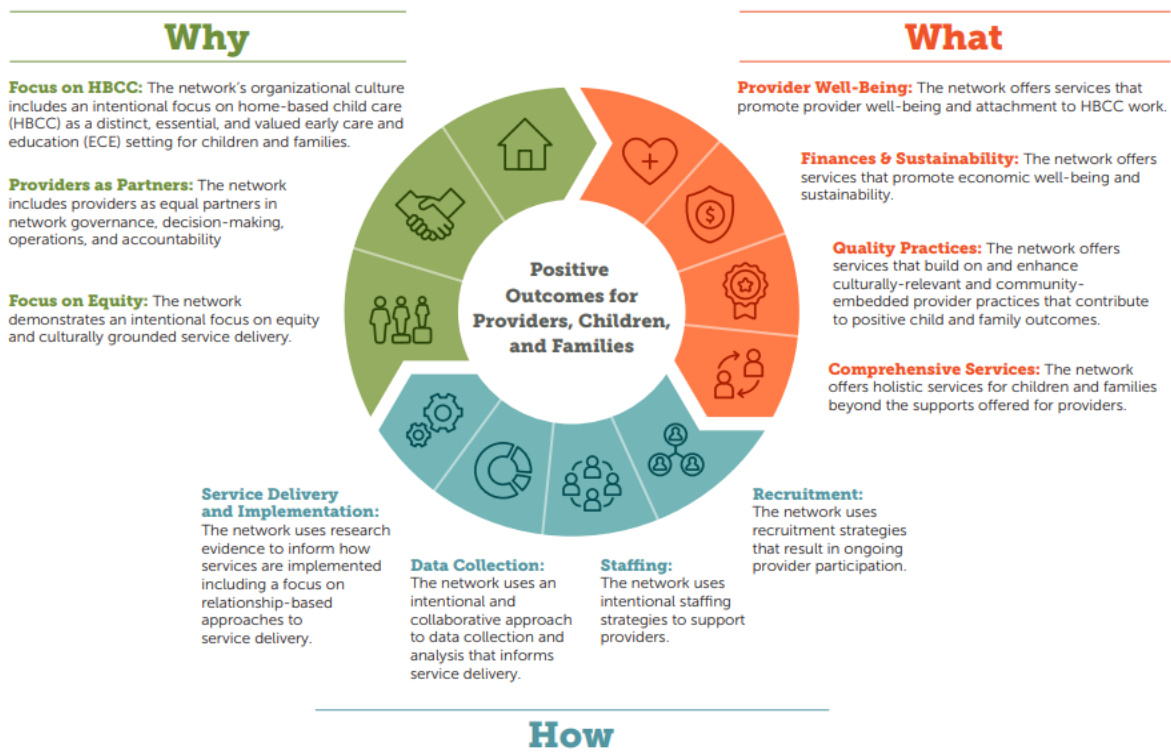 Why
Focus on HBCC: The network's organizational culture
includes an intentional focus on home-based child care
(HBCC) as a distinct, essential, and valued early care and
education (ECE) setting for children and families.
Providers as Partners: The network
includes providers as equal partners in
network governance, decision-making,
operations, and accountability
Focus on Equity: The network
demonstrates an intentional focus on equity
and culturally grounded service delivery.
What
Provider Well-Being: The network offers services that
promote provider well-being and attachment to HBCC work.
Finances & Sustainability: The network offers
services that promote economic well-being and
sustainability.
Quality Practices: The network offers
services that build on and enhance
culturally-relevant and community-
embedded provider practices that contribute
to positive child and family outcomes.
Comprehensive Services: The network
offers holistic services for children and families
beyond the supports offered for providers.
$
Positive
Outcomes for
Providers, Children,
and Families
Service Delivery
and Implementation:
The network uses research
evidence to inform how
services are implemented
including a focus on
relationship-based
approaches to
service delivery.
Data Collection:
The network uses an
intentional and
collaborative approach
to data collection and
analysis that informs
service delivery.
Staffing:
The network uses
intentional staffing
strategies to support
providers.
Recruitment:
The network uses
recruitment strategies
that result in ongoing
provider participation.
How